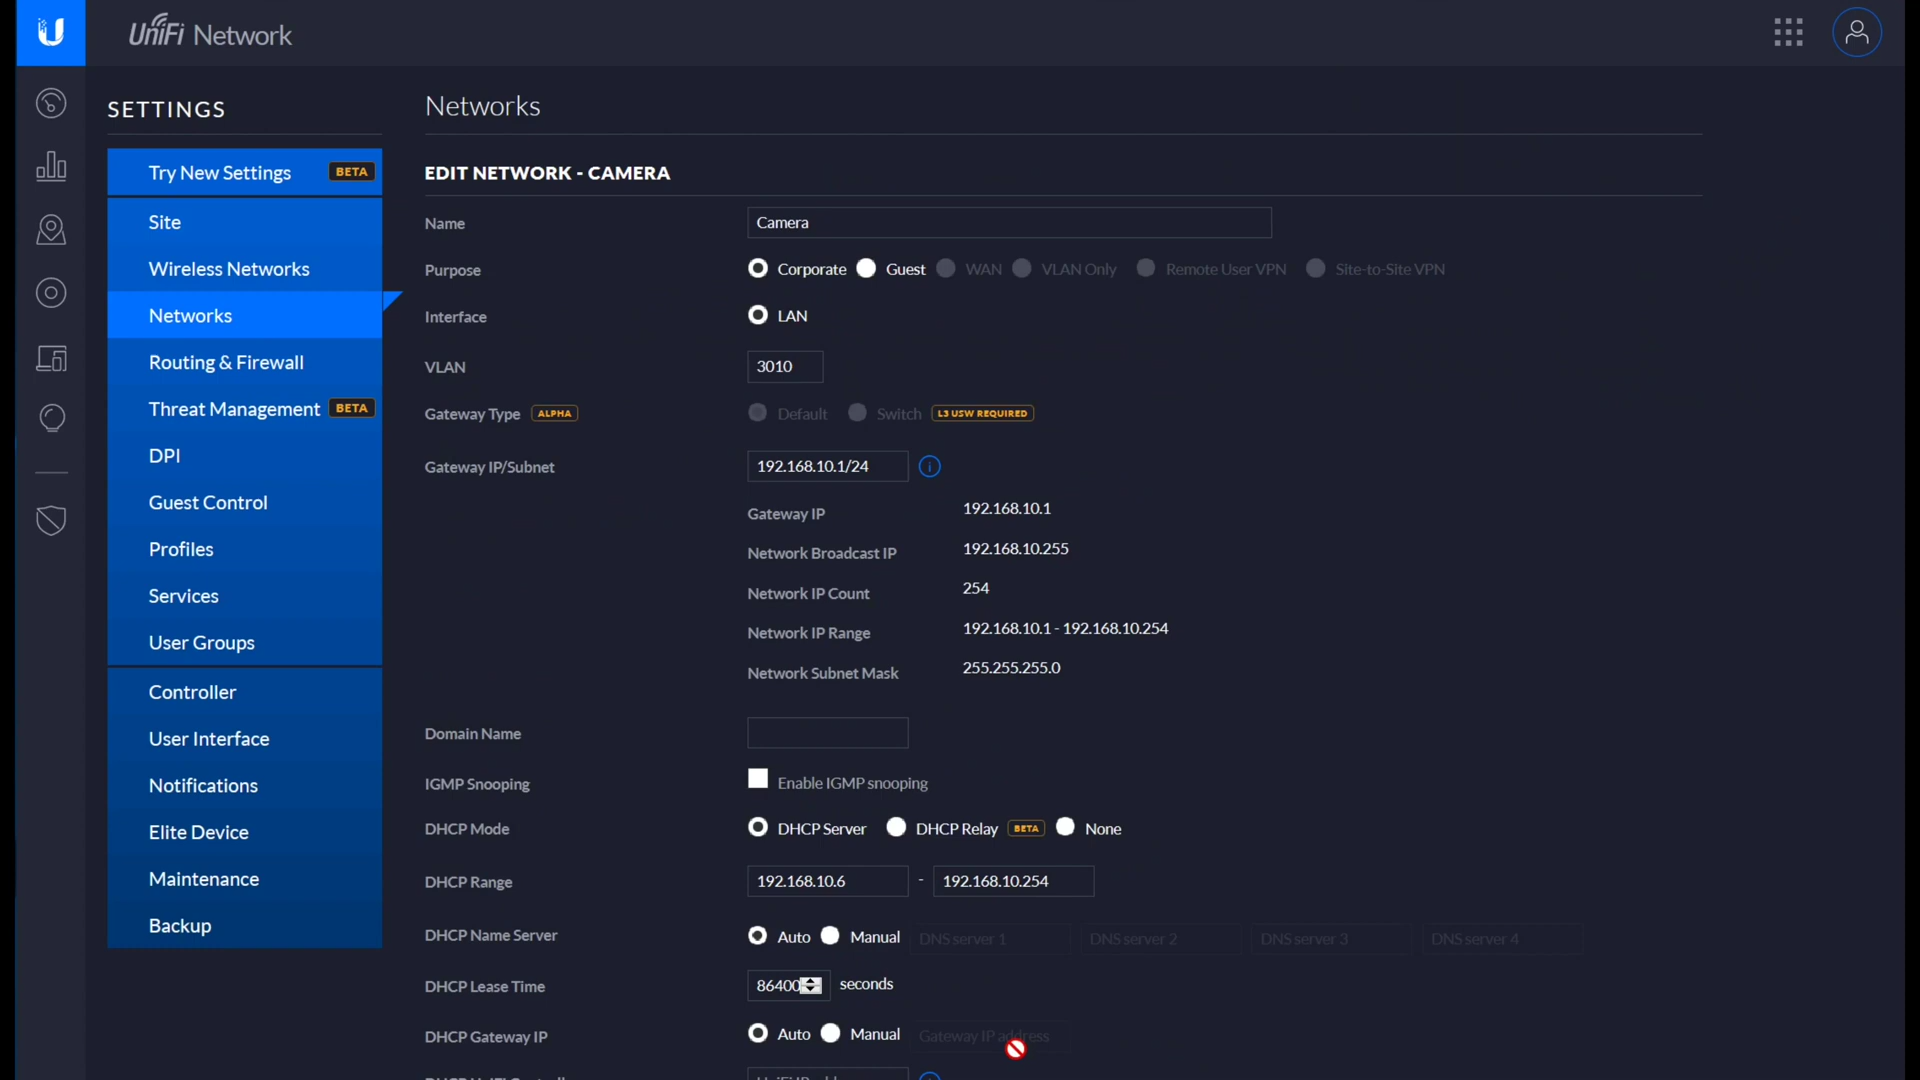 UniFi Network
SETTINGS
Try New Settings BETA
Site
Wireless Networks
Networks
Routing & Firewall
Threat Management BETA
DPI
Guest Control
Profiles
Services
User Groups
Controller
User Interface
Notifications
Elite Device
Maintenance
Backup
Networks
EDIT NETWORK - CAMERA
Name Camera
Purpose Corporate Guest WAN VLAN Only Remote User VPN Site-to-Site VPN
Interface LAN
VLAN 3010
Gateway Type ALPHA Default Switch L3 USW REQUIRED
Gateway IP/Subnet 192.168.10.1/24
Gateway IP 192.168.10.1
Network Broadcast IP 192.168.10.255
Network IP Count 254
Network IP Range 192.168.10.1 - 192.168.10.254
Network Subnet Mask 255.255.255.0
Domain Name
IGMP Snooping Enable IGMP snooping
DHCP Mode DHCP Server DHCP Relay BETA None
DHCP Range 192.168.10.6 - 192.168.10.254
DHCP Name Server Auto Manual DNS server 1 DNS server 2 DNS server 3 DNS server 4
DHCP Lease Time 86400 seconds
DHCP Gateway IP Auto Manual Gateway IP address